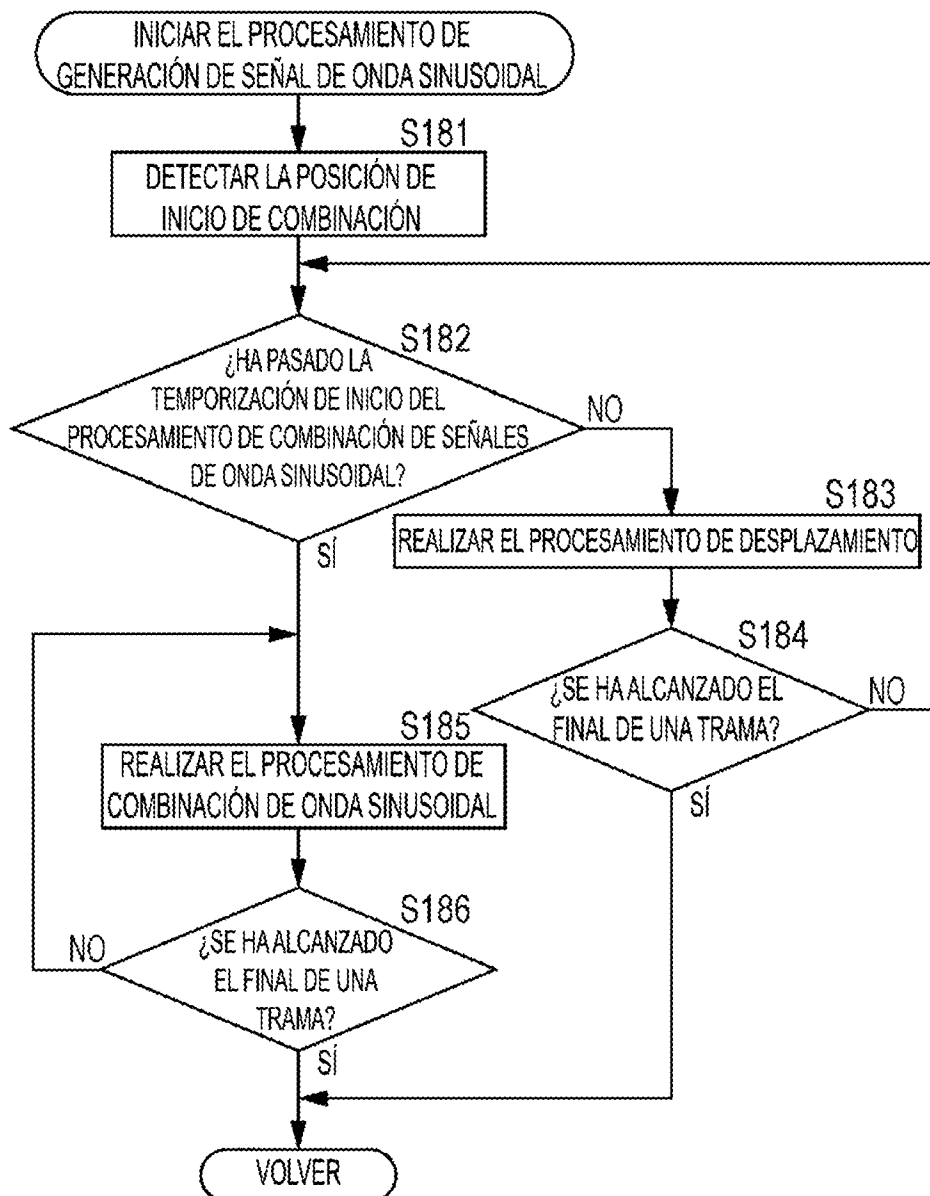 INICIAR EL PROCESAMIENTO DE
GENERACIÓN DE SEÑAL DE ONDA SINUSOIDAL
S181
DETECTAR LA POSICIÓN DE
INICIO DE COMBINACIÓN
S182
¿HA PASADO LA
TEMPORIZACIÓN DE INICIO DEL
PROCESAMIENTO DE COMBINACIÓN DE SEÑALES
DE ONDA SINUSOIDAL?
NO
SÍ
S183
REALIZAR EL PROCESAMIENTO DE DESPLAZAMIENTO
S184
¿SE HA ALCANZADO EL
FINAL DE UNA TRAMA?
NO
SÍ
S185
REALIZAR EL PROCESAMIENTO DE
COMBINACIÓN DE ONDA SINUSOIDAL
S186
¿SE HA ALCANZADO
EL FINAL DE UNA
TRAMA?
NO
SÍ
VOLVER